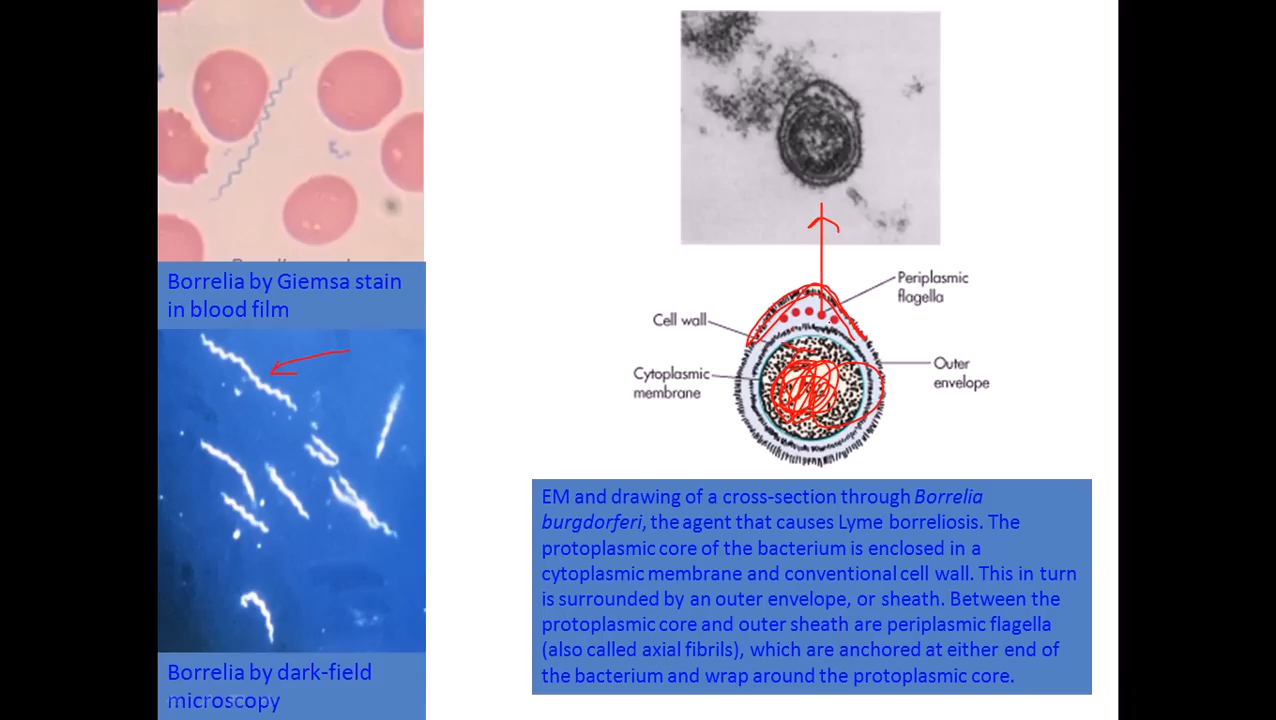 Borrelia by Giemsa stain
in blood film
Borrelia by dark-field
microscopy
Periplasmic
flagella
Cell wall
Cytoplasmic
membrane
Outer
envelope
EM and drawing of a cross-section through Borrelia
burgdorferi, the agent that causes Lyme borreliosis. The
protoplasmic core of the bacterium is enclosed in a
cytoplasmic membrane and conventional cell wall. This in turn
is surrounded by an outer envelope, or sheath. Between the
protoplasmic core and outer sheath are periplasmic flagella
(also called axial fibrils), which are anchored at either end of
the bacterium and wrap around the protoplasmic core.